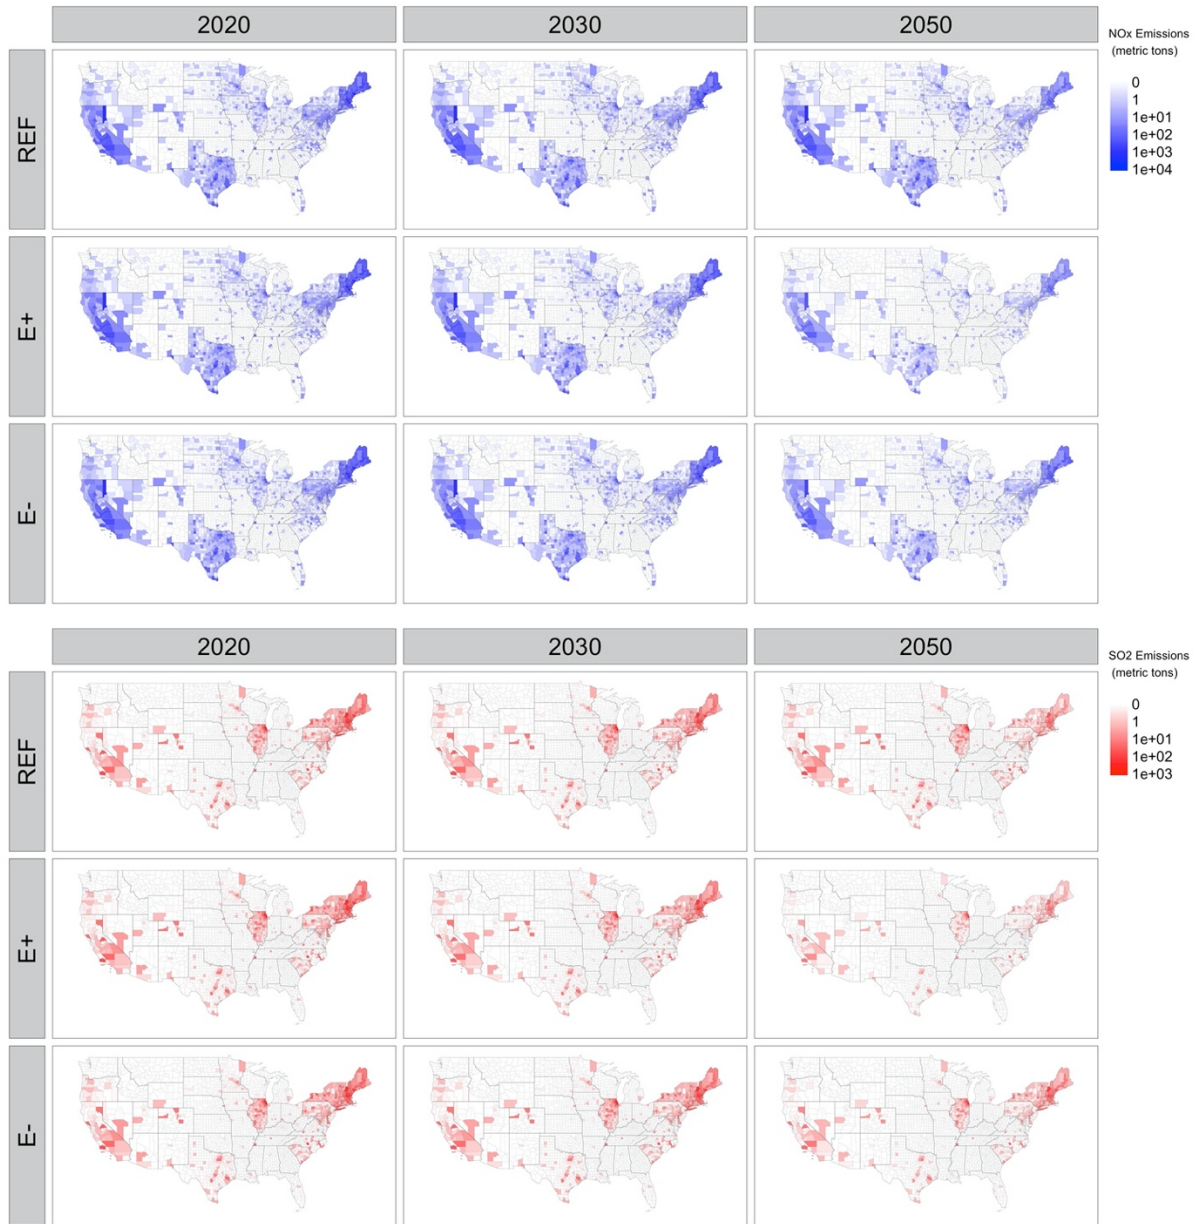 2020 2030 2050
NOx Emissions
(metric tons)
0
1
1e+01
1e+02
1e+03
1e+04
REF
E+
E-
2020 2030 2050
SO2 Emissions
(metric tons)
0
1
1e+01
1e+02
1e+03
REF
E+
E-